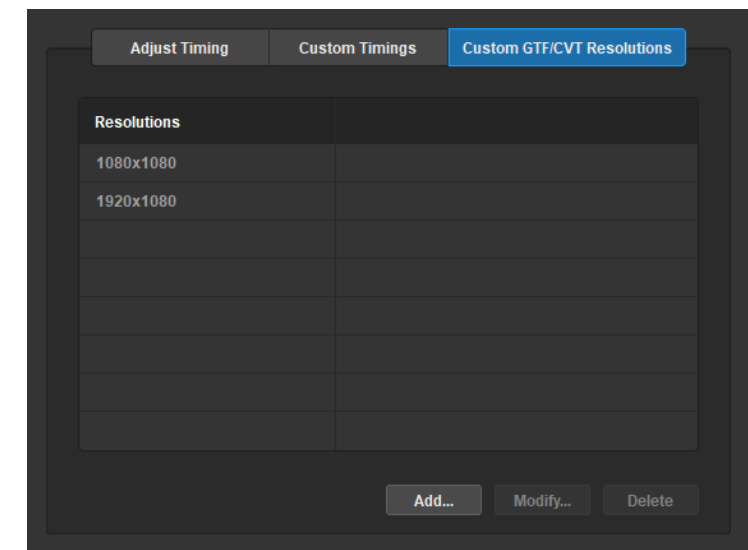 Adjust Timing Custom Timings Custom GTF/CVT Resolutions
Resolutions
1080x1080
1920x1080
Add... Modify... Delete